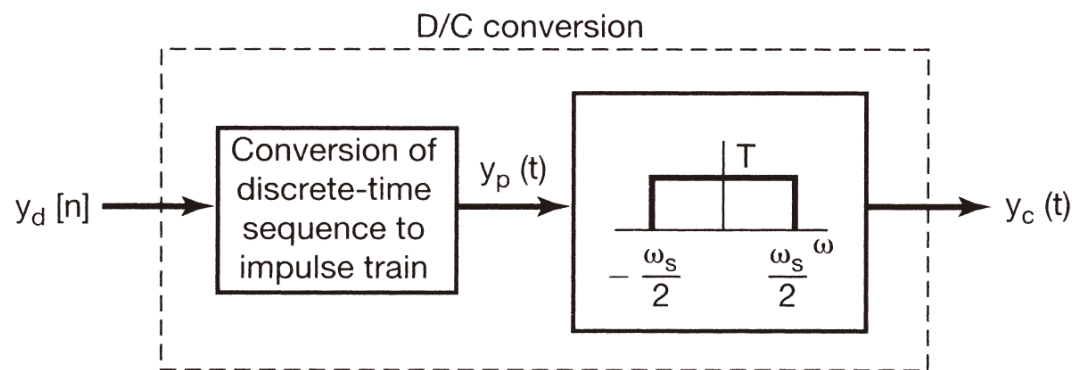 D/C conversion
Conversion of
discrete-time
sequence to
impulse train
y_d [n]
y_p (t)
T
ω
- ω_s/2
ω_s/2
y_c (t)